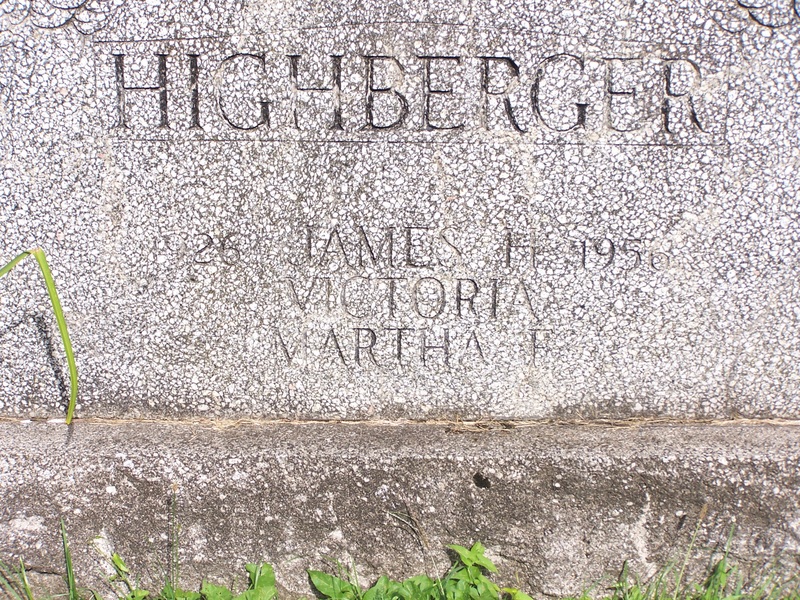 HIGHBERGER
1926 JAMES H 1956
VICTORIA
MARTHA